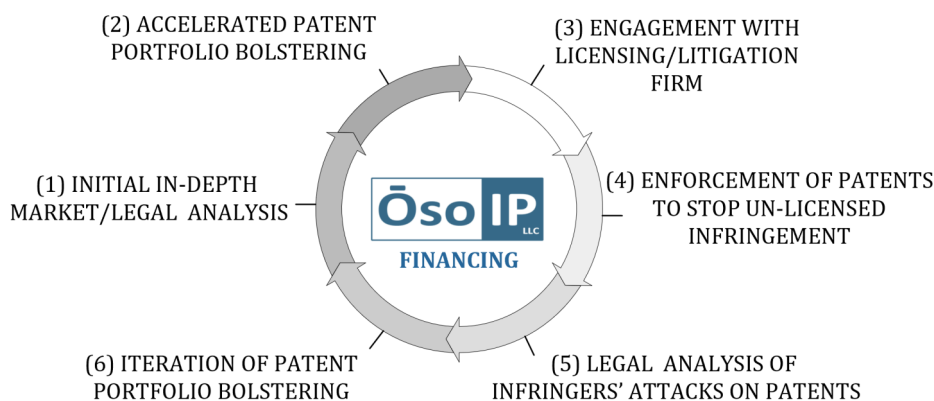 (2) ACCELERATED PATENT
PORTFOLIO BOLSTERING
(3) ENGAGEMENT WITH
LICENSING/LITIGATION
FIRM
(1) INITIAL IN-DEPTH
MARKET/LEGAL ANALYSIS
(4) ENFORCEMENT OF PATENTS
TO STOP UN-LICENSED
INFRINGEMENT
Ōso IP
LLC
FINANCING
(6) ITERATION OF PATENT
PORTFOLIO BOLSTERING
(5) LEGAL ANALYSIS OF
INFRINGERS’ ATTACKS ON PATENTS